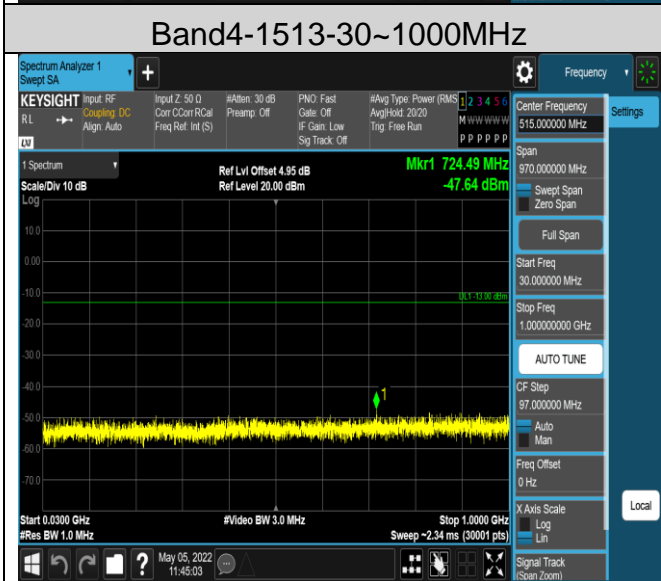 Band4-1513-30~1000MHz
Spectrum Analyzer 1
Swept SA
+
Frequency
KEYSIGHT
RL
LXI
Input: RF
Coupling: DC
Align: Auto
Input Z: 50 Ω
Corr CCorr RCal
Freq Ref: Int (S)
#Atten: 30 dB
Preamp: Off
PNO: Fast
Gate: Off
IF Gain: Low
Sig Track: Off
#Avg Type: Power (RMS
Avg|Hold: 20/20
Trig: Free Run
1 2 3 4 5 6
M W W W W W
P P P P P P
Center Frequency
515.000000 MHz
Settings
Span
970.000000 MHz
Swept Span
Zero Span
Full Span
Start Freq
30.000000 MHz
Stop Freq
1.000000000 GHz
AUTO TUNE
CF Step
97.000000 MHz
Auto
Man
Freq Offset
0 Hz
X Axis Scale
Log
Lin
Local
Signal Track
(Span Zoom)
1 Spectrum
Scale/Div 10 dB
Log
Ref Lvl Offset 4.95 dB
Ref Level 20.00 dBm
Mkr1 724.49 MHz
-47.64 dBm
10.0
0.00
-10.0
DL1 -13.00 dBm
-20.0
-30.0
-40.0
1
-50.0
-60.0
-70.0
Start 0.0300 GHz
#Res BW 1.0 MHz
#Video BW 3.0 MHz
Stop 1.0000 GHz
Sweep ~2.34 ms (30001 pts)
?
May 05, 2022
11:45:03